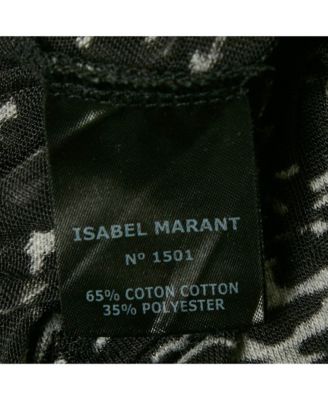 ISABEL MARANT
Nº 1501
65% COTON COTTON
35% POLYESTER